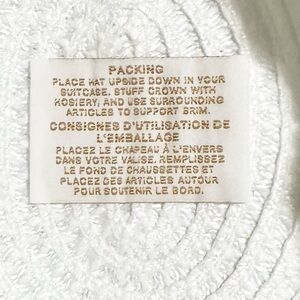 PACKING
PLACE HAT UPSIDE DOWN IN YOUR
SUITCASE. STUFF CROWN WITH
HOSIERY, AND USE SURROUNDING
ARTICLES TO SUPPORT BRIM.
CONSIGNES D'UTILISATION DE
L'EMBALLAGE
PLACEZ LE CHAPEAU À L'ENVERS
DANS VOTRE VALISE. REMPLISSEZ
LE FOND DE CHAUSSETTES ET
PLACEZ DES ARTICLES AUTOUR
POUR SOUTENIR LE BORD.